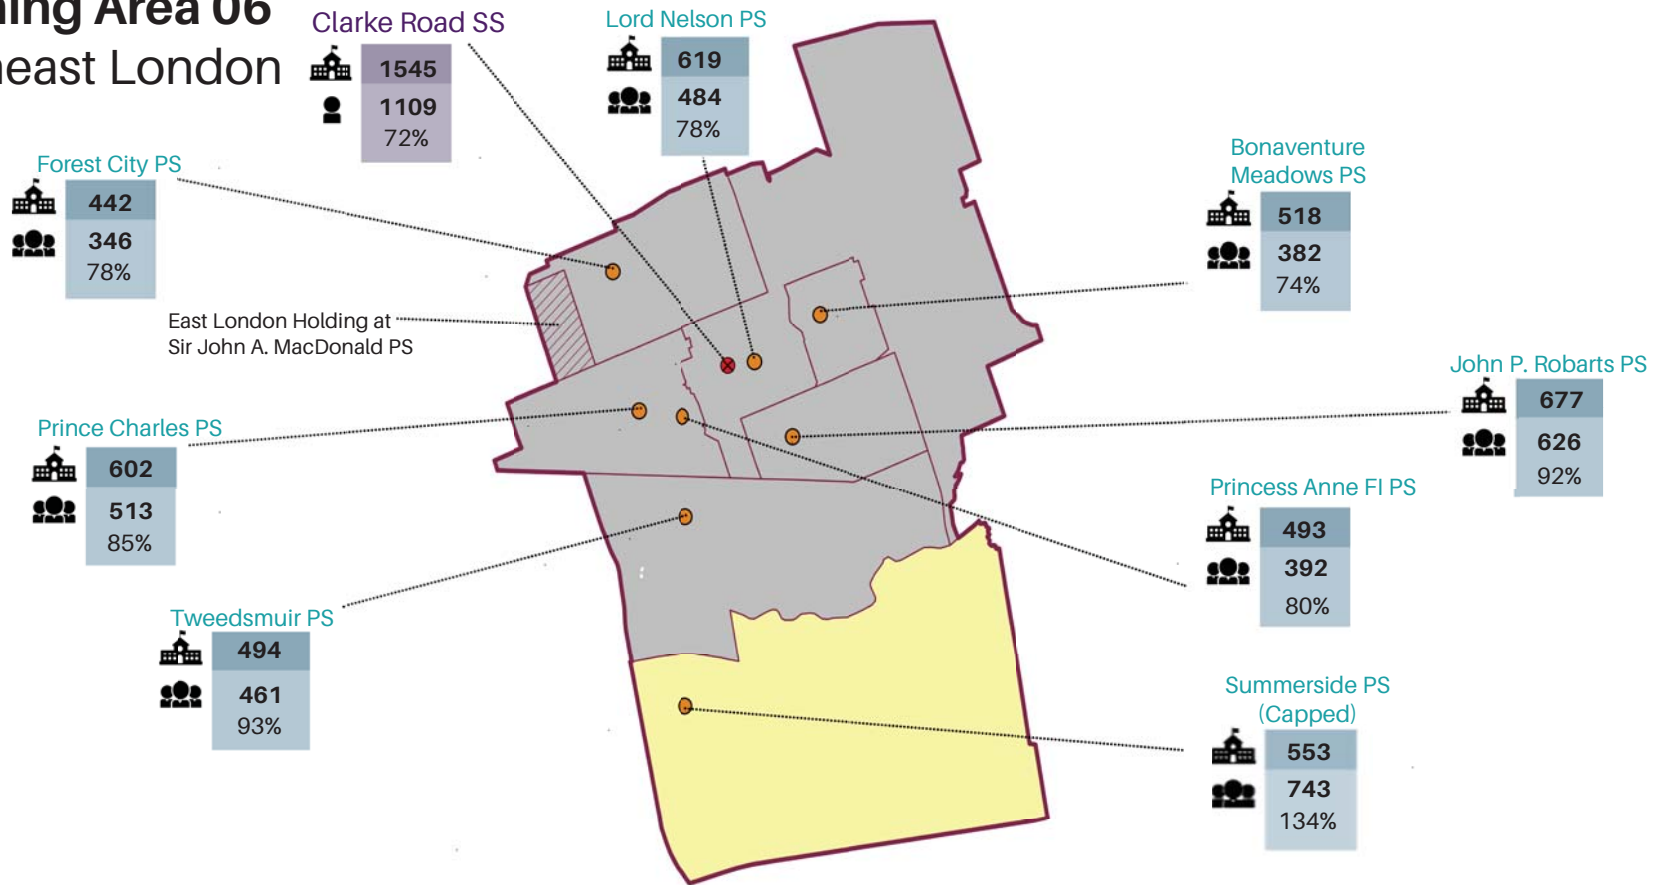 Area 06
London
Clarke Road SS
1545
1109
72%
Lord Nelson PS
619
484
78%
Forest City PS
442
346
78%
Bonaventure
Meadows PS
518
382
74%
East London Holding at
Sir John A. MacDonald PS
John P. Robarts PS
677
626
92%
Prince Charles PS
602
513
85%
Princess Anne FI PS
493
392
80%
Tweedsmuir PS
494
461
93%
Summerside PS
(Capped)
553
743
134%